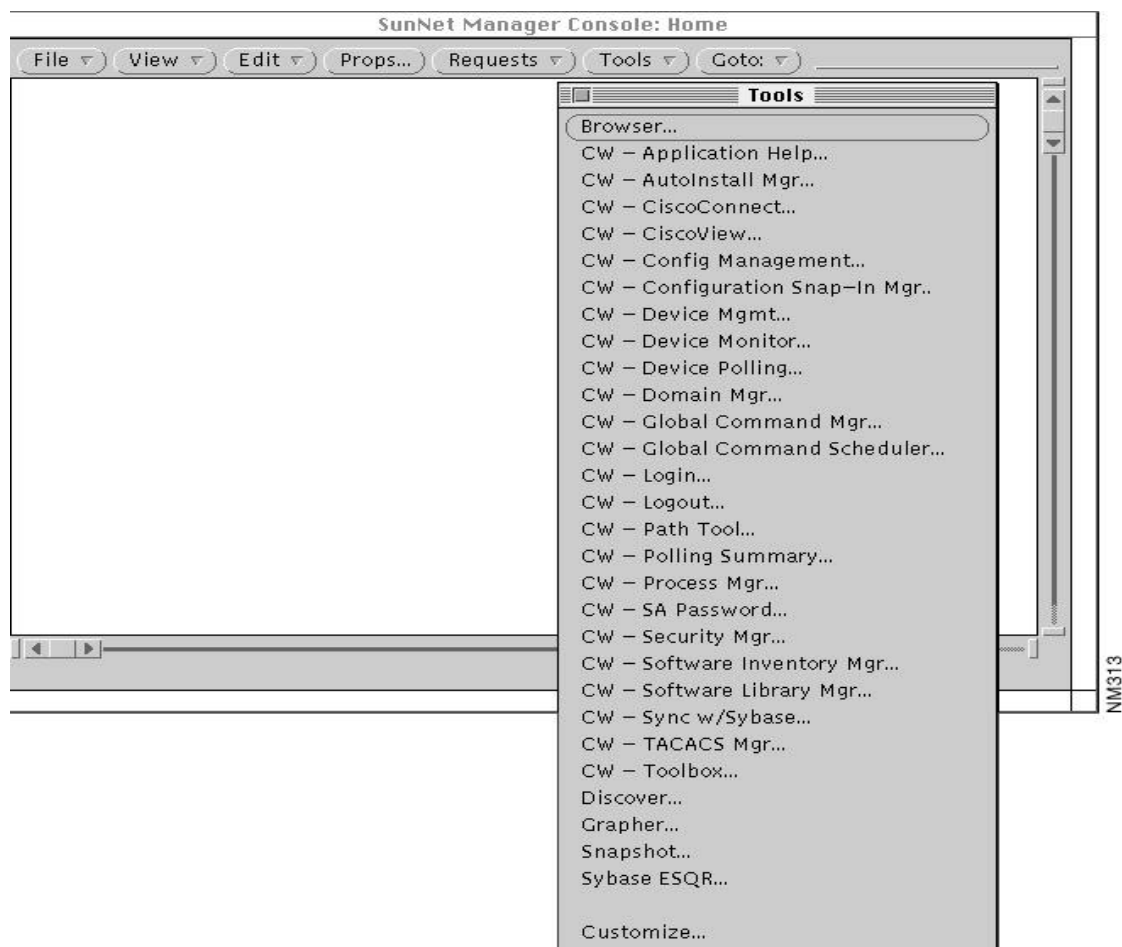 SunNet Manager Console: Home
File View Edit Props... Requests Tools Goto:
Tools
Browser...
CW – Application Help...
CW – AutoInstall Mgr...
CW – CiscoConnect...
CW – CiscoView...
CW – Config Management...
CW – Configuration Snap–In Mgr..
CW – Device Mgmt...
CW – Device Monitor...
CW – Device Polling...
CW – Domain Mgr...
CW – Global Command Mgr...
CW – Global Command Scheduler...
CW – Login...
CW – Logout...
CW – Path Tool...
CW – Polling Summary...
CW – Process Mgr...
CW – SA Password...
CW – Security Mgr...
CW – Software Inventory Mgr...
CW – Software Library Mgr...
CW – Sync w/Sybase...
CW – TACACS Mgr...
CW – Toolbox...
Discover...
Grapher...
Snapshot...
Sybase ESQR...
Customize...
NM313